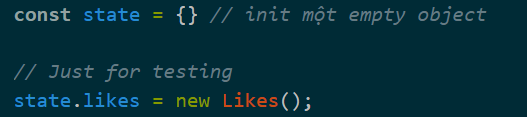 const state = {} // init một empty object
// Just for testing
state.likes = new Likes();